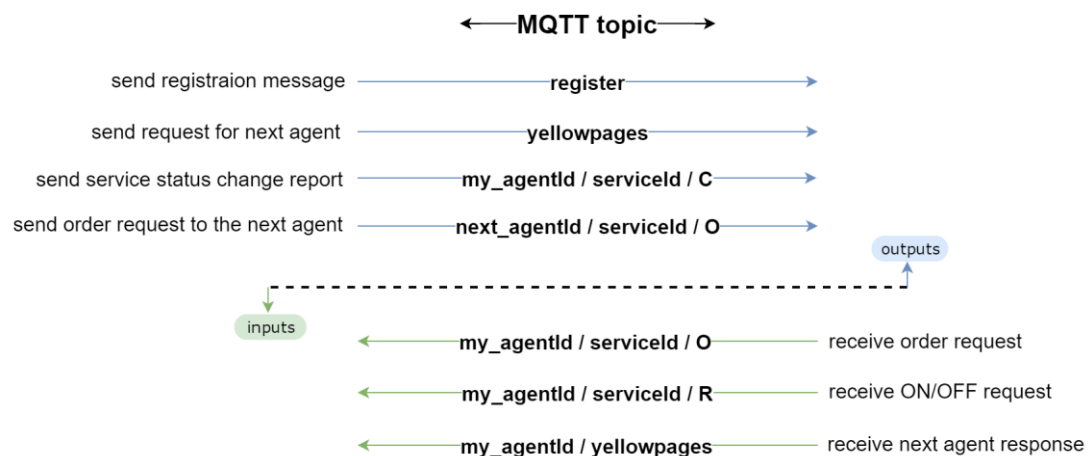 MQTT topic
send registraion message register
send request for next agent yellowpages
send service status change report my_agentId / serviceId / C
send order request to the next agent next_agentId / serviceId / O
outputs
inputs
my_agentId / serviceId / O receive order request
my_agentId / serviceId / R receive ON/OFF request
my_agentId / yellowpages receive next agent response